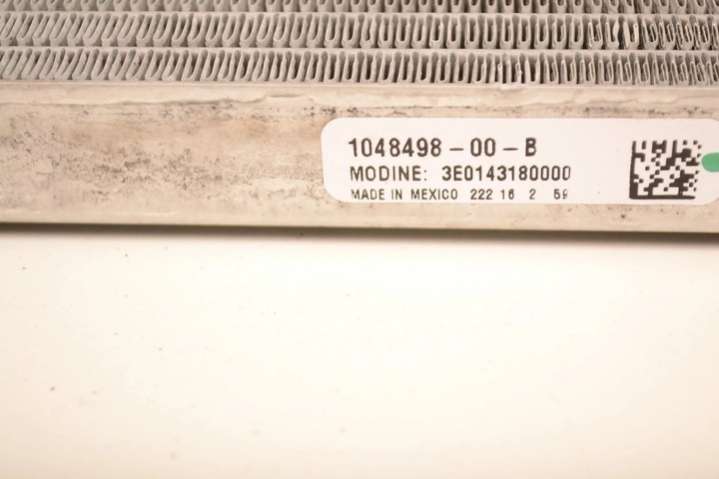 1048498-00-B
MODINE: 3E0143180000
MADE IN MEXICO 222 16 2 59